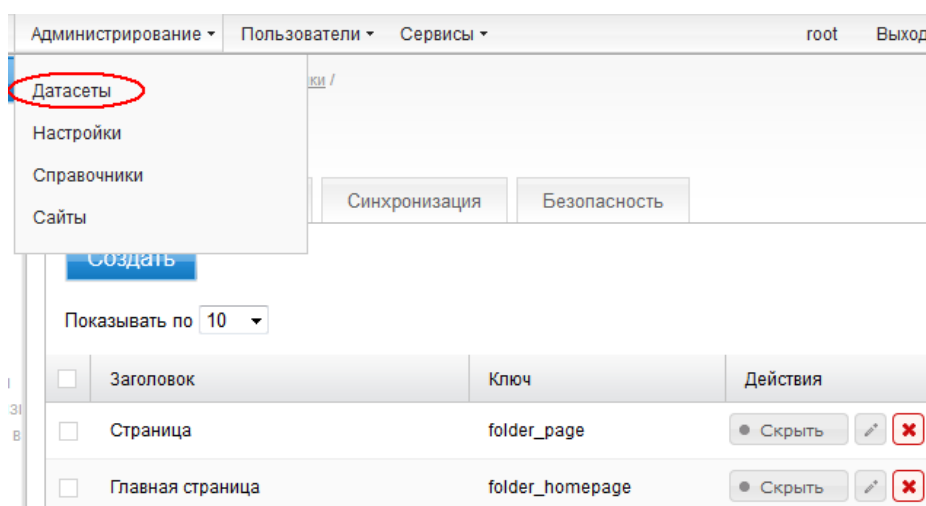 Администрирование Пользователи Сервисы root Выход
ки /
Датасеты
Настройки
Справочники
Сайты
Синхронизация Безопасность
Создать
Показывать по 10
Заголовок Ключ Действия
Страница folder_page Скрыть
Главная страница folder_homepage Скрыть